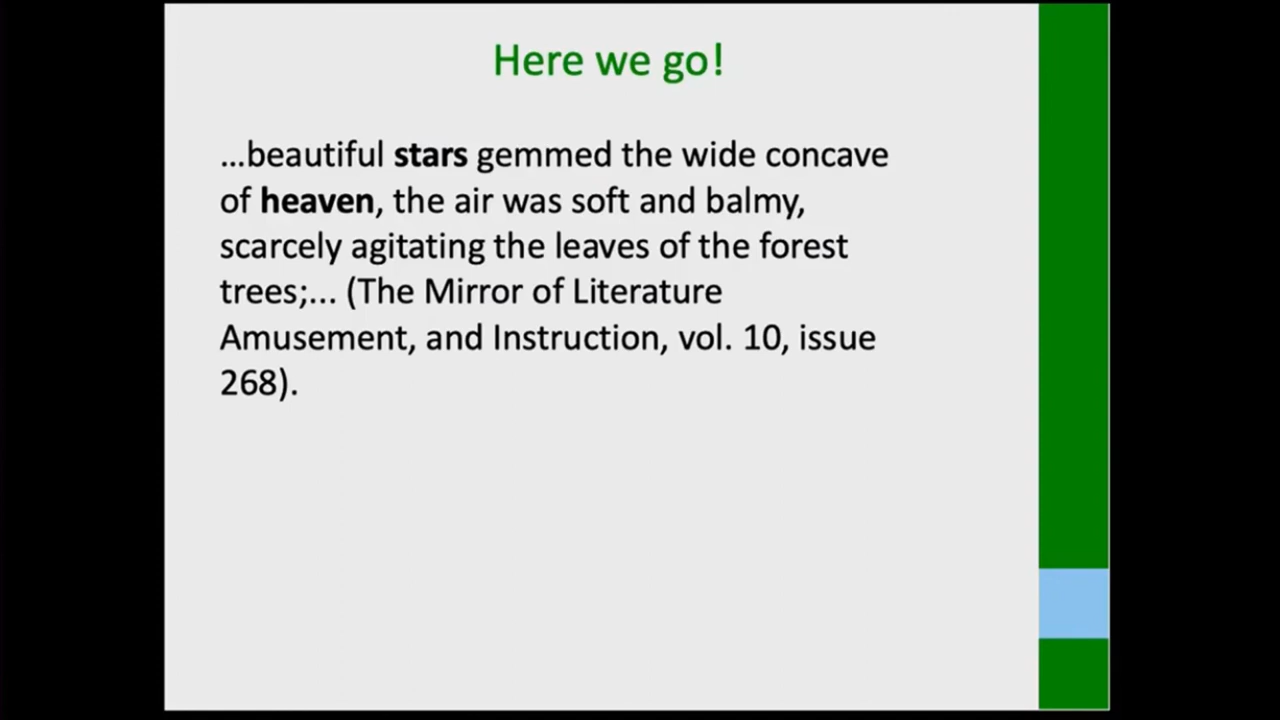 Here we go!
...beautiful stars gemmed the wide concave
of heaven, the air was soft and balmy,
scarcely agitating the leaves of the forest
trees;... (The Mirror of Literature
Amusement, and Instruction, vol. 10, issue
268).